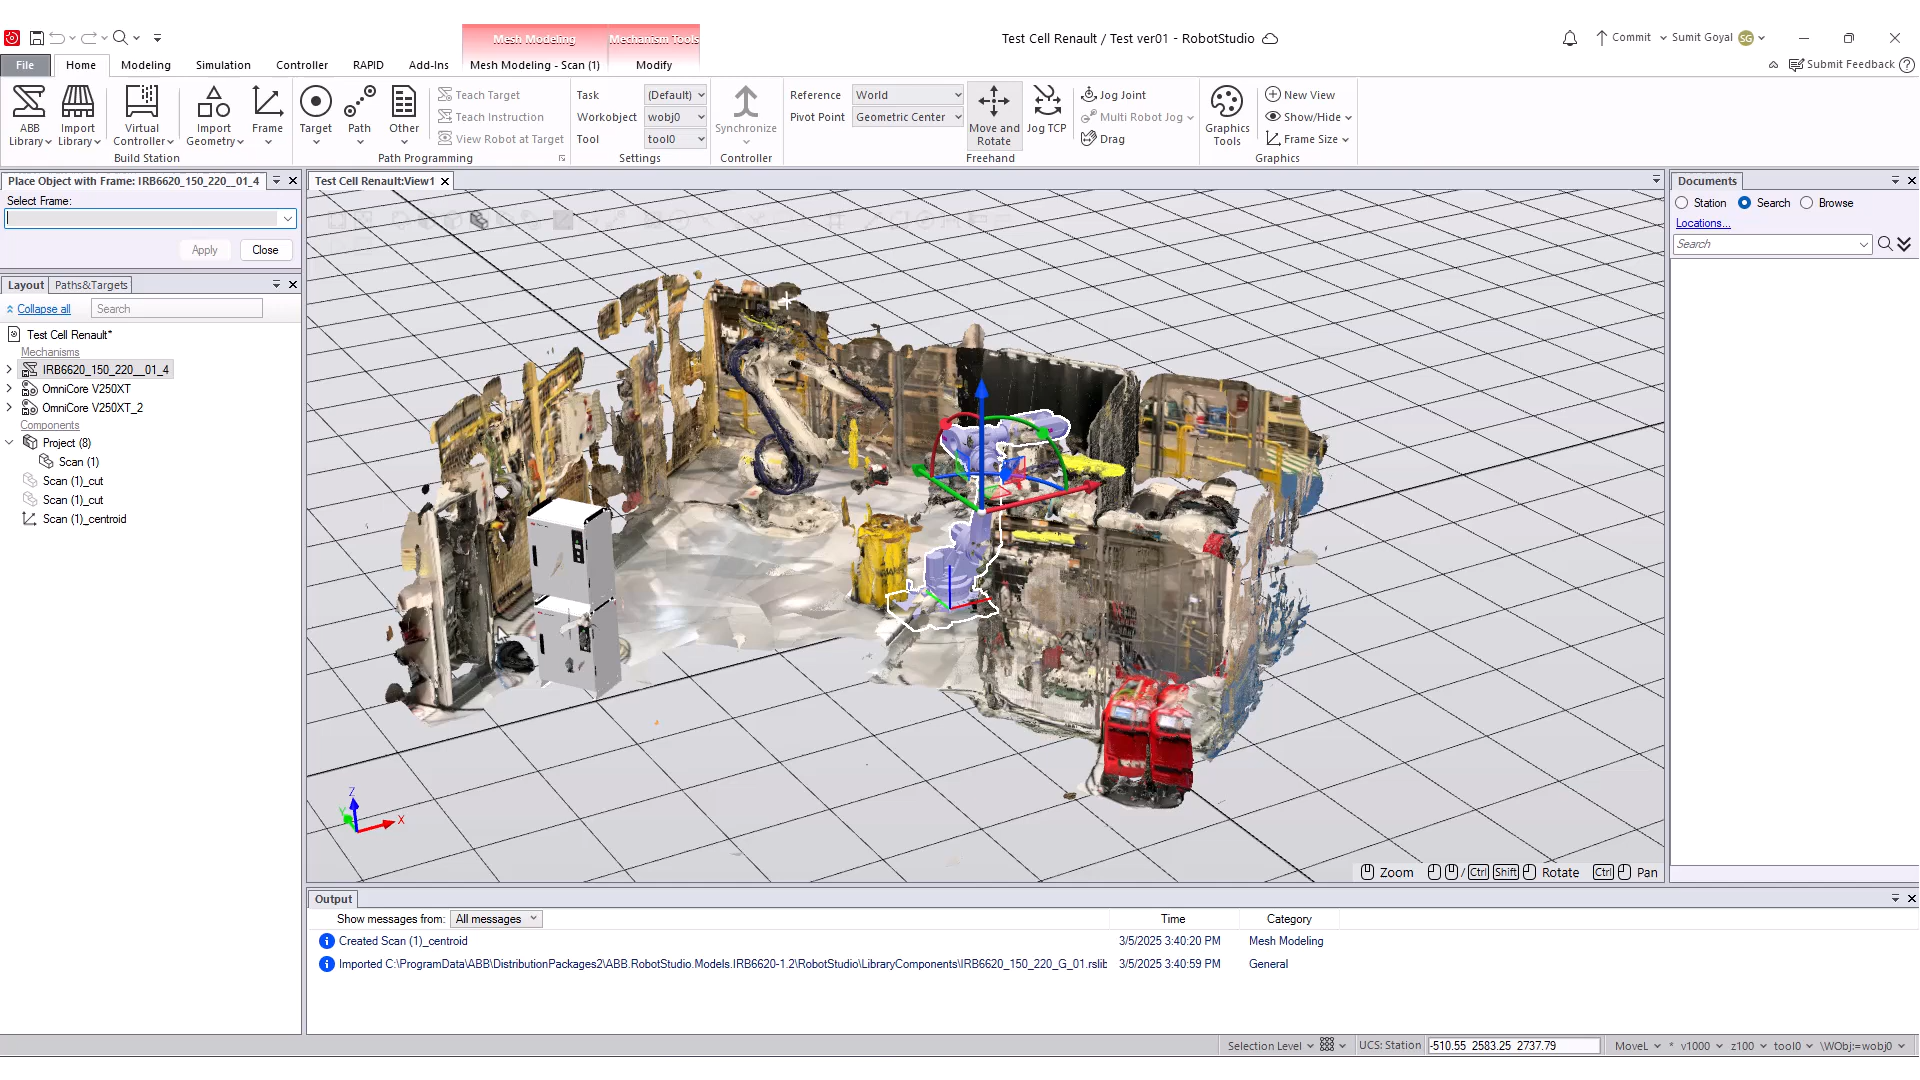 Mesh Modeling
Mechanism Tools
Test Cell Renault / Test ver01 - RobotStudio
Commit
Sumit Goyal
SG
File
Home
Modeling
Simulation
Controller
RAPID
Add-Ins
Mesh Modeling - Scan (1)
Modify
Submit Feedback
ABB Library
Import Library
Virtual Controller
Import Geometry
Frame
Build Station
Target
Path
Other
Teach Target
Teach Instruction
View Robot at Target
Path Programming
Task
(Default)
Workobject
wobj0
Tool
tool0
Settings
Synchronize
Controller
Reference
World
Pivot Point
Geometric Center
Move and Rotate
Jog TCP
Jog Joint
Multi Robot Jog
Drag
Freehand
Graphics Tools
New View
Show/Hide
Frame Size
Graphics
Place Object with Frame: IRB6620_150_220__01_4
Select Frame:
Apply
Close
Layout
Paths&Targets
Collapse all
Search
Test Cell Renault*
Mechanisms
IRB6620_150_220__01_4
OmniCore V250XT
OmniCore V250XT_2
Components
Project (8)
Scan (1)
Scan (1)_cut
Scan (1)_cut
Scan (1)_centroid
Test Cell Renault:View1
Z
Y
X
Zoom
/ Ctrl Shift
Rotate
Ctrl
Pan
Documents
Station
Search
Browse
Locations...
Search
Output
Show messages from:
All messages
Time
Category
Created Scan (1)_centroid
3/5/2025 3:40:20 PM
Mesh Modeling
Imported C:\ProgramData\ABB\DistributionPackages2\ABB.RobotStudio.Models.IRB6620-1.2\RobotStudio\LibraryComponents\IRB6620_150_220_G_01.rslib
3/5/2025 3:40:59 PM
General
Selection Level
UCS: Station
-510.55 2583.25 2737.79
MoveL
* v1000
z100
tool0
\WObj:=wobj0